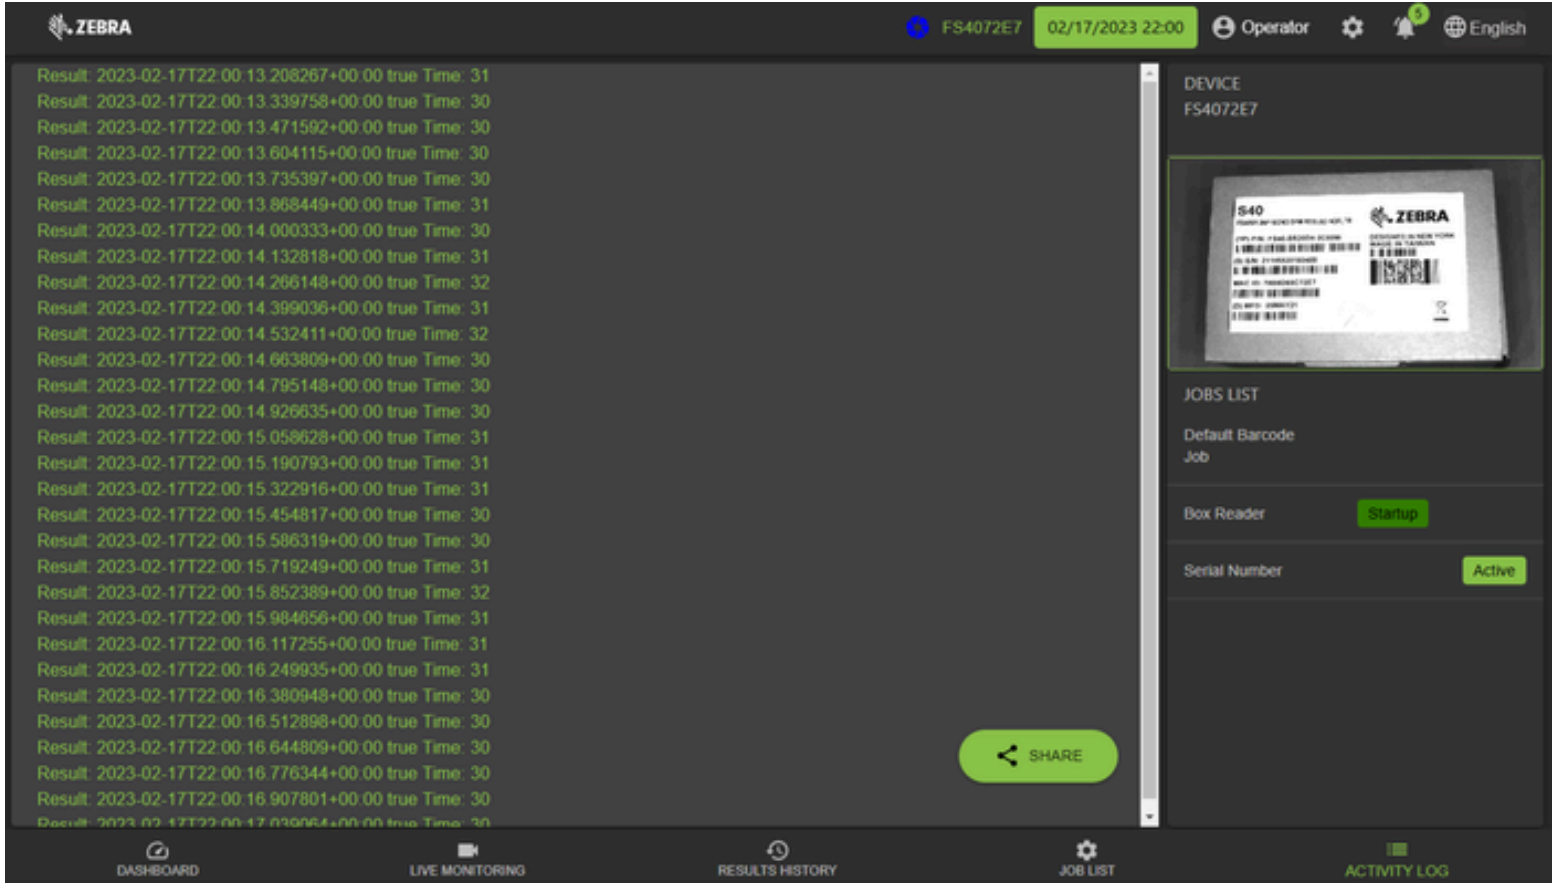 ZEBRA
FS4072E7
02/17/2023 22:00
Operator
5
English
Result: 2023-02-17T22:00:13.208267+00:00 true Time: 31
Result: 2023-02-17T22:00:13.339758+00:00 true Time: 30
Result: 2023-02-17T22:00:13.471592+00:00 true Time: 30
Result: 2023-02-17T22:00:13.604115+00:00 true Time: 30
Result: 2023-02-17T22:00:13.735397+00:00 true Time: 30
Result: 2023-02-17T22:00:13.868449+00:00 true Time: 31
Result: 2023-02-17T22:00:14.000333+00:00 true Time: 30
Result: 2023-02-17T22:00:14.132818+00:00 true Time: 31
Result: 2023-02-17T22:00:14.266148+00:00 true Time: 32
Result: 2023-02-17T22:00:14.399036+00:00 true Time: 31
Result: 2023-02-17T22:00:14.532411+00:00 true Time: 32
Result: 2023-02-17T22:00:14.663809+00:00 true Time: 30
Result: 2023-02-17T22:00:14.795148+00:00 true Time: 30
Result: 2023-02-17T22:00:14.926635+00:00 true Time: 30
Result: 2023-02-17T22:00:15.058628+00:00 true Time: 31
Result: 2023-02-17T22:00:15.190793+00:00 true Time: 31
Result: 2023-02-17T22:00:15.322916+00:00 true Time: 31
Result: 2023-02-17T22:00:15.454817+00:00 true Time: 30
Result: 2023-02-17T22:00:15.586319+00:00 true Time: 30
Result: 2023-02-17T22:00:15.719249+00:00 true Time: 31
Result: 2023-02-17T22:00:15.852389+00:00 true Time: 32
Result: 2023-02-17T22:00:15.984656+00:00 true Time: 31
Result: 2023-02-17T22:00:16.117255+00:00 true Time: 31
Result: 2023-02-17T22:00:16.249935+00:00 true Time: 31
Result: 2023-02-17T22:00:16.380948+00:00 true Time: 30
Result: 2023-02-17T22:00:16.512898+00:00 true Time: 30
Result: 2023-02-17T22:00:16.644809+00:00 true Time: 30
Result: 2023-02-17T22:00:16.776344+00:00 true Time: 30
Result: 2023-02-17T22:00:16.907801+00:00 true Time: 30
Result: 2023-02-17T22:00:17.039064+00:00 true Time: 30
SHARE
DEVICE
FS4072E7
S40
ZEBRA
DESIGNED IN NEW YORK
MADE IN TAIWAN
JOBS LIST
Default Barcode
Job
Box Reader
Startup
Serial Number
Active
DASHBOARD
LIVE MONITORING
RESULTS HISTORY
JOB LIST
ACTIVITY LOG